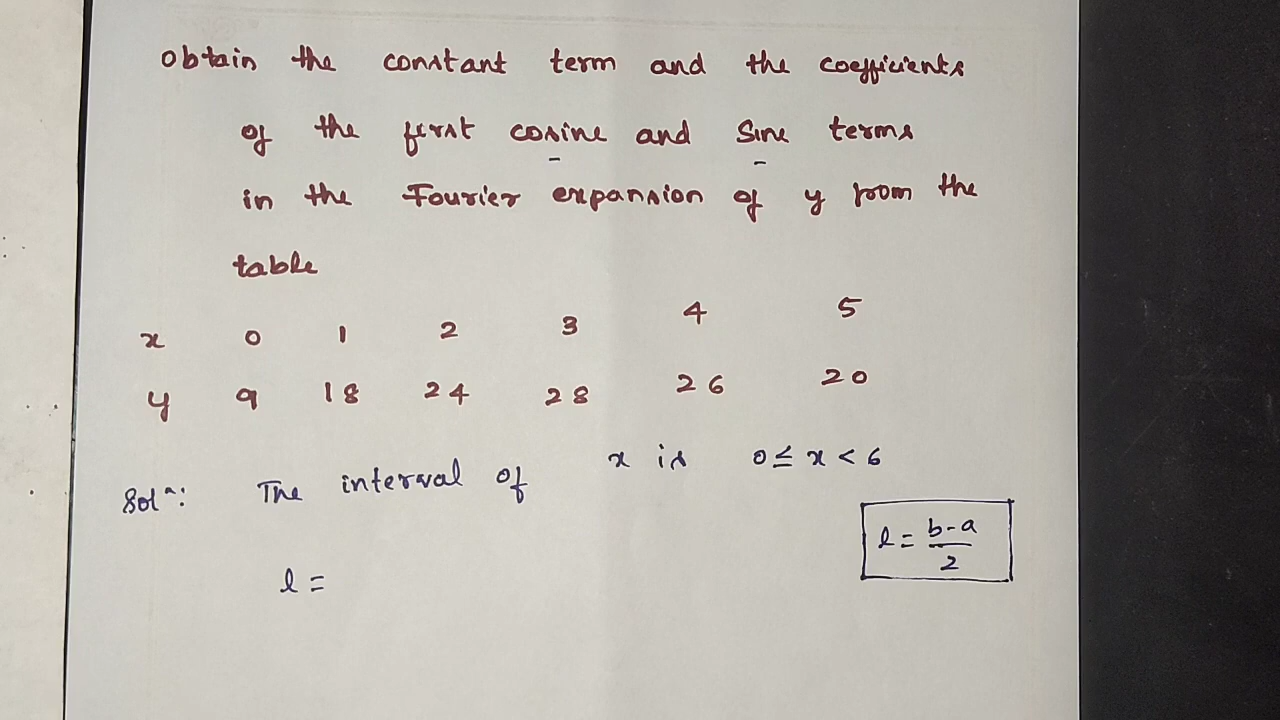 obtain the constant term and the coefficients
of the first cosine and Sine terms
in the Fourier expansion of y from the
table
x 0 1 2 3 4 5
y 9 18 24 28 26 20
Solⁿ: The interval of x is 0 ≤ x < 6
l = b-a/2
l =